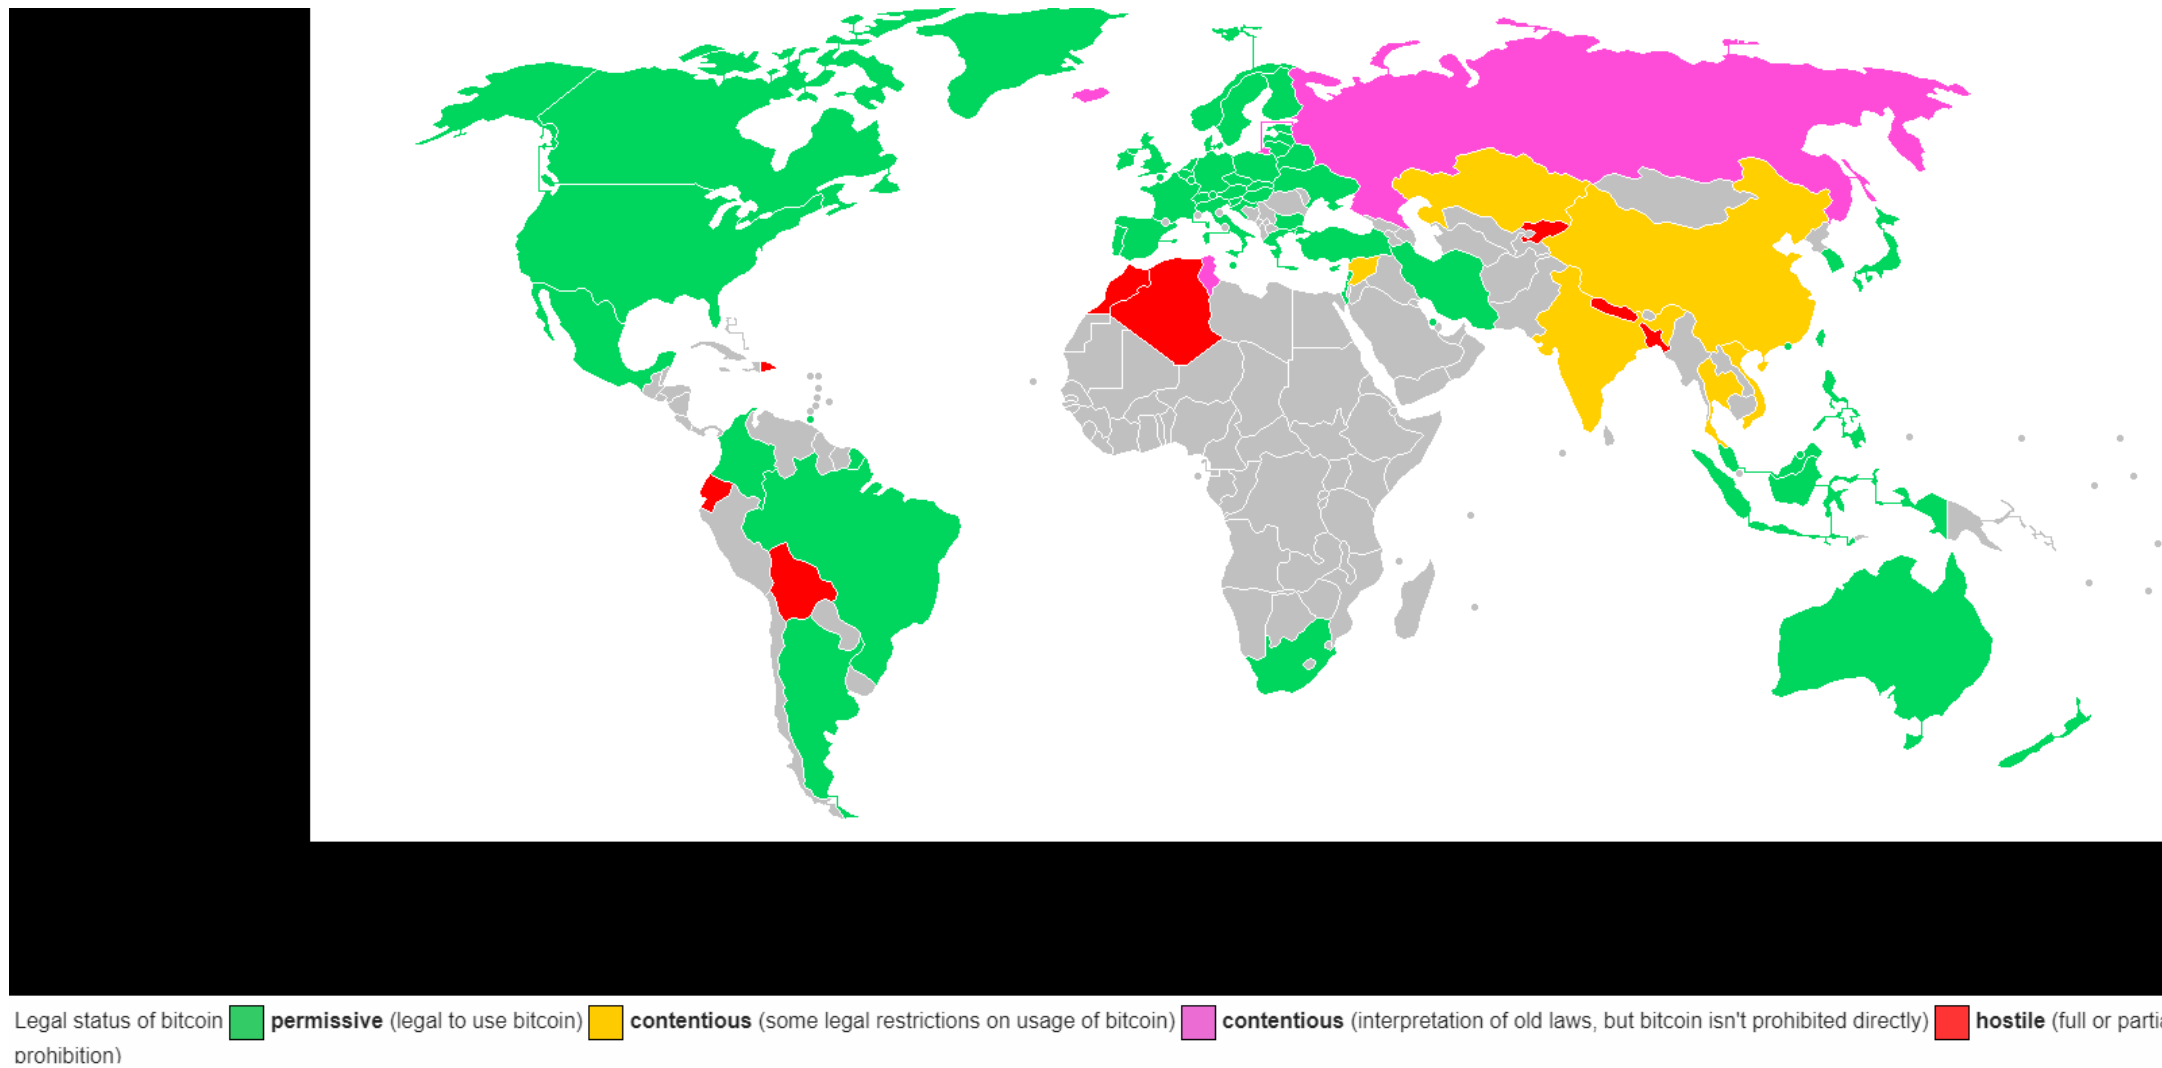 Legal status of bitcoin permissive (legal to use bitcoin) contentious (some legal restrictions on usage of bitcoin) contentious (interpretation of old laws, but bitcoin isn't prohibited directly) hostile (full or partia
prohibition)